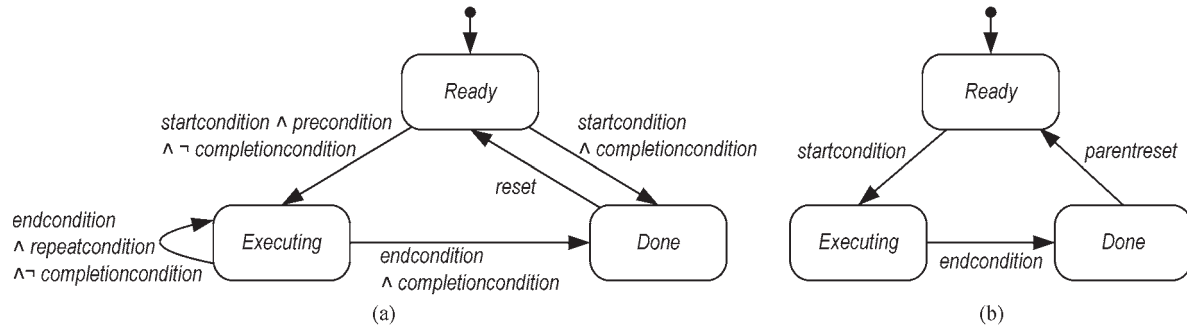 Ready
startcondition ∧ precondition
∧ ¬ completioncondition
startcondition
∧ completioncondition
reset
endcondition
∧ repeatcondition
∧¬ completioncondition
Executing
Done
endcondition
∧ completioncondition
(a)
Ready
startcondition
parentreset
Executing
Done
endcondition
(b)